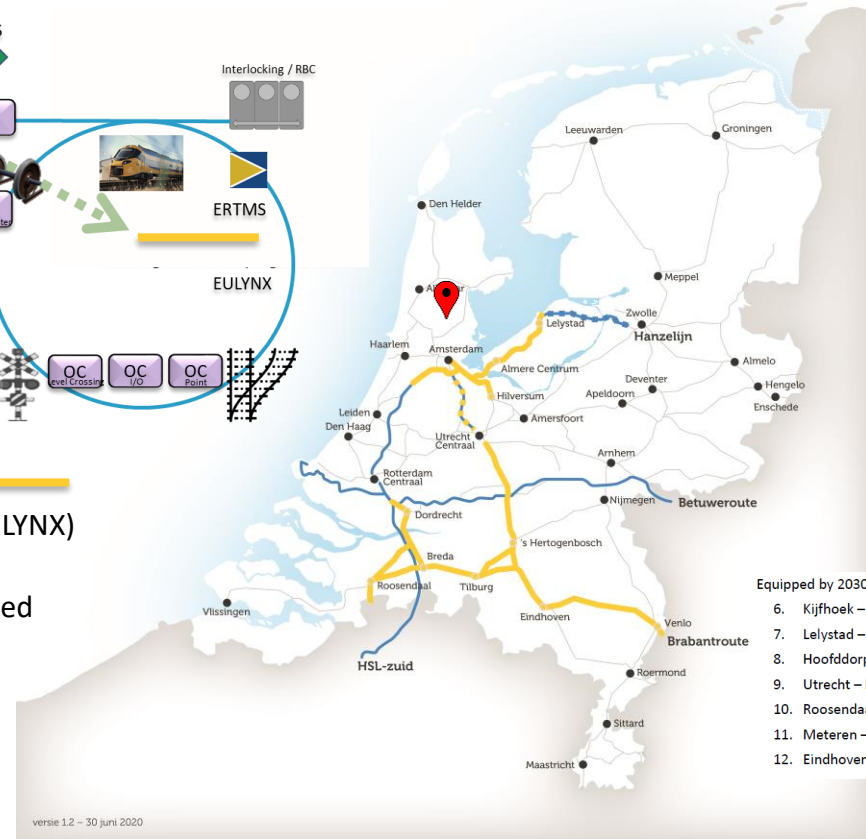 Interlocking / RBC
ERTMS
EULYNX
OC
Level Crossing
OC
I/O
OC
Point
LYNX)
ed
Leeuwarden
Groningen
Den Helder
Meppel
Zwolle
Lelystad
Hanzelijn
Haarlem
Amsterdam
Almere Centrum
Almelo
Hengelo
Enschede
Deventer
Apeldoorn
Hilversum
Amersfoort
Leiden
Den Haag
Utrecht
Centraal
Arnhem
Rotterdam
Centraal
Nijmegen
Betuweroute
Dordrecht
's Hertogenbosch
Breda
Roosendaal
Tilburg
Vlissingen
Eindhoven
Venlo
Brabantroute
HSL-zuid
Roermond
Sittard
Maastricht
Equipped by 2030
6. Kijfhoek –
7. Lelystad –
8. Hoofddorp
9. Utrecht –
10. Roosendaa
11. Meteren –
12. Eindhoven
versie 1.2 – 30 juni 2020